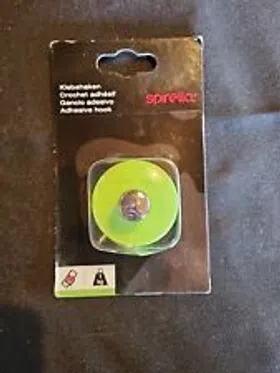 Klebehaken
Crochet adhésif
Gancio adesivo
Adhesive hook
spirella